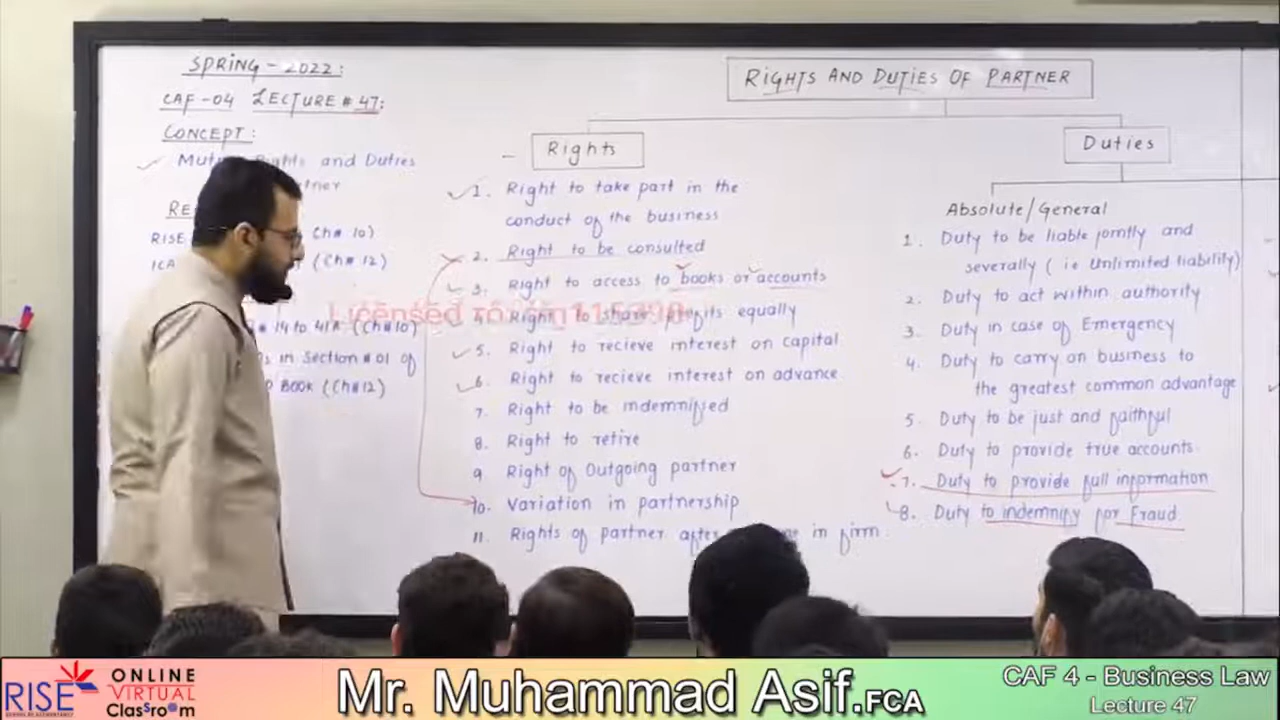 SPRING - 2022:
CAF-04 LECTURE # 47:
CONCEPT:
Rights and Duties
RISE
Ch# 10)
(Ch# 12)
# 14 to 41A (Ch#10)
in Section # 01 of
BOOK (Ch#12)
RIGHTS AND DUTIES OF PARTNER
Rights
1. Right to take part in the
conduct of the business
2. Right to be consulted
3. Right to access to books or accounts
4. Right to share profits equally
5. Right to recieve interest on capital
6. Right to recieve interest on advance
7. Right to be indemnified
8. Right to retire
9 Right of Outgoing partner
10. Variation in partnership
11. Rights of partner after in firm
Duties
Absolute/General
1. Duty to be liable jointly and
severally (ie Unlimited liability)
2. Duty to act within authority
3. Duty in case of Emergency
4. Duty to carry on business to
the greatest common advantage
5. Duty to be just and faithful
6. Duty to provide true accounts
7. Duty to provide full information
8. Duty to indemnify for Fraud
RISE
ONLINE
VIRTUAL
Classroom
Mr. Muhammad Asif.FCA
CAF 4 - Business Law
Lecture 47